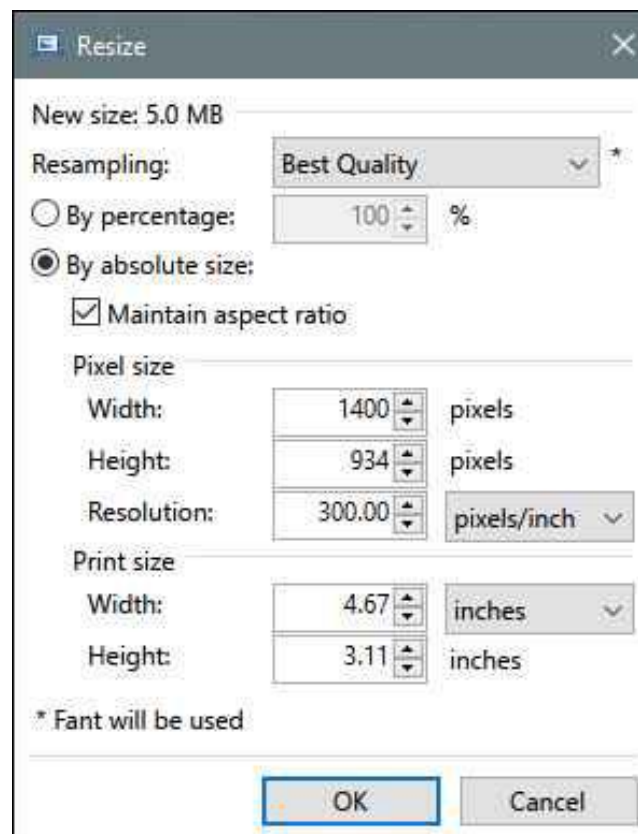 Resize
New size: 5.0 MB
Resampling: Best Quality *
By percentage: 100 %
By absolute size:
Maintain aspect ratio
Pixel size
Width: 1400 pixels
Height: 934 pixels
Resolution: 300.00 pixels/inch
Print size
Width: 4.67 inches
Height: 3.11 inches
* Fant will be used
OK Cancel